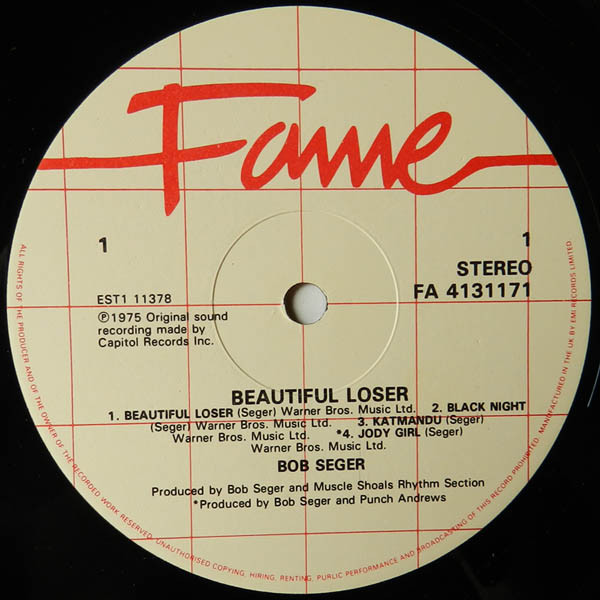 Fame
1
1
STEREO
FA 4131171
EST1 11378
℗1975 Original sound
recording made by
Capitol Records Inc.
BEAUTIFUL LOSER
1. BEAUTIFUL LOSER (Seger) Warner Bros. Music Ltd. 2. BLACK NIGHT
(Seger) Warner Bros. Music Ltd. 3. KATMANDU (Seger)
Warner Bros. Music Ltd. *4. JODY GIRL (Seger)
Warner Bros. Music Ltd.
BOB SEGER
Produced by Bob Seger and Muscle Shoals Rhythm Section
*Produced by Bob Seger and Punch Andrews
ALL RIGHTS OF THE PRODUCER AND OF THE OWNER OF THE RECORDED WORK RESERVED. UNAUTHORISED COPYING, HIRING, RENTING, PUBLIC PERFORMANCE AND BROADCASTING OF THIS RECORD PROHIBITED. MANUFACTURED IN THE UK BY EMI RECORDS LIMITED